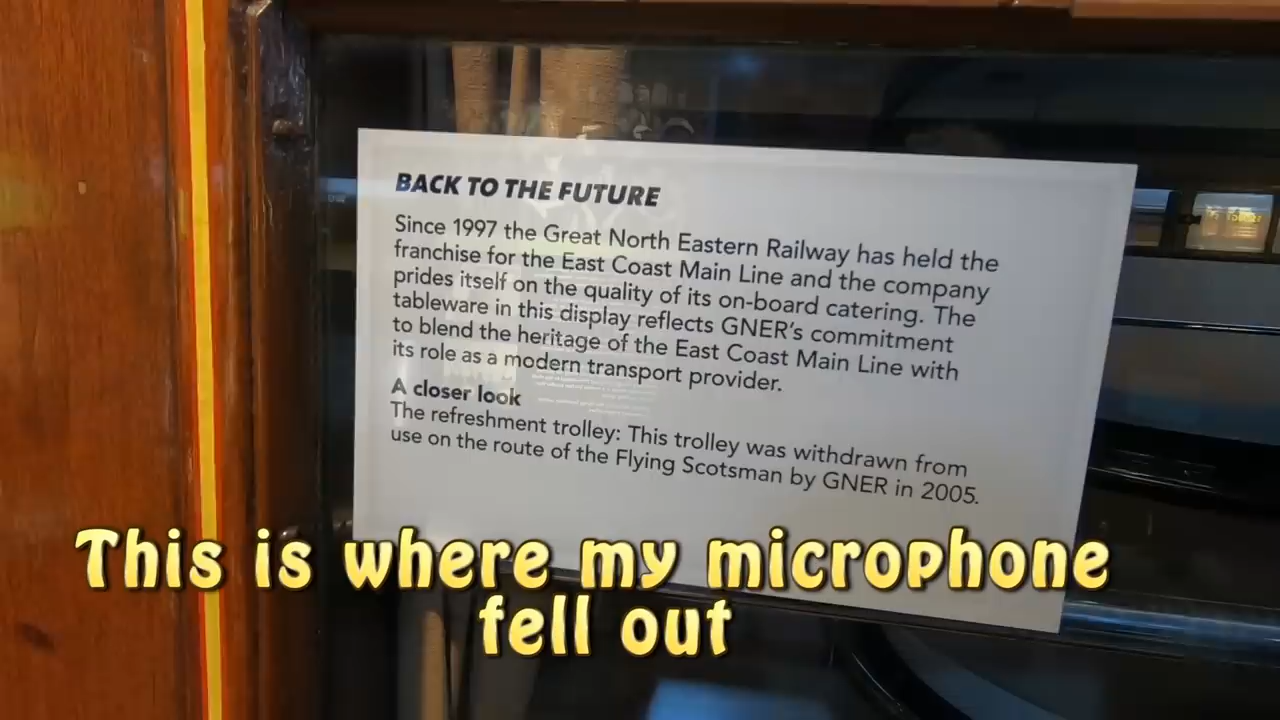 BACK TO THE FUTURE
Since 1997 the Great North Eastern Railway has held the
franchise for the East Coast Main Line and the company
prides itself on the quality of its on-board catering. The
tableware in this display reflects GNER's commitment
to blend the heritage of the East Coast Main Line with
its role as a modern transport provider.
A closer look
The refreshment trolley: This trolley was withdrawn from
use on the route of the Flying Scotsman by GNER in 2005.
This is where my microphone
fell out